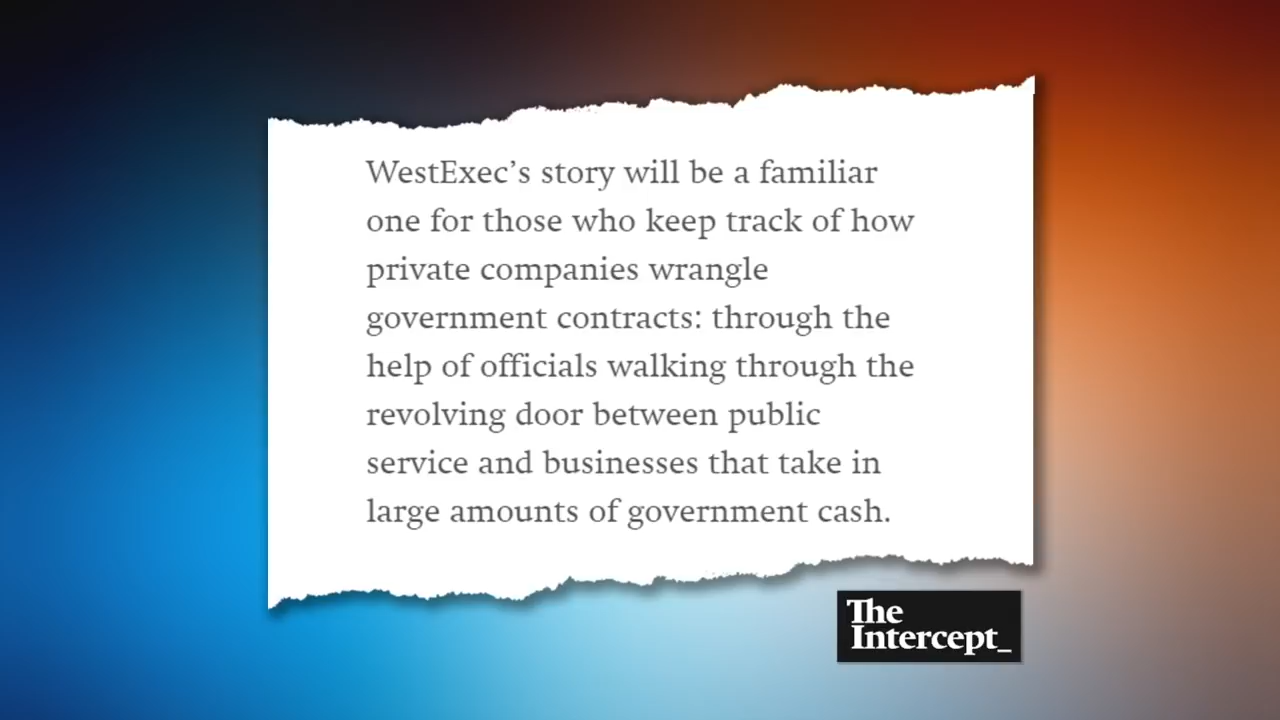 WestExec’s story will be a familiar
one for those who keep track of how
private companies wrangle
government contracts: through the
help of officials walking through the
revolving door between public
service and businesses that take in
large amounts of government cash.
The
Intercept_